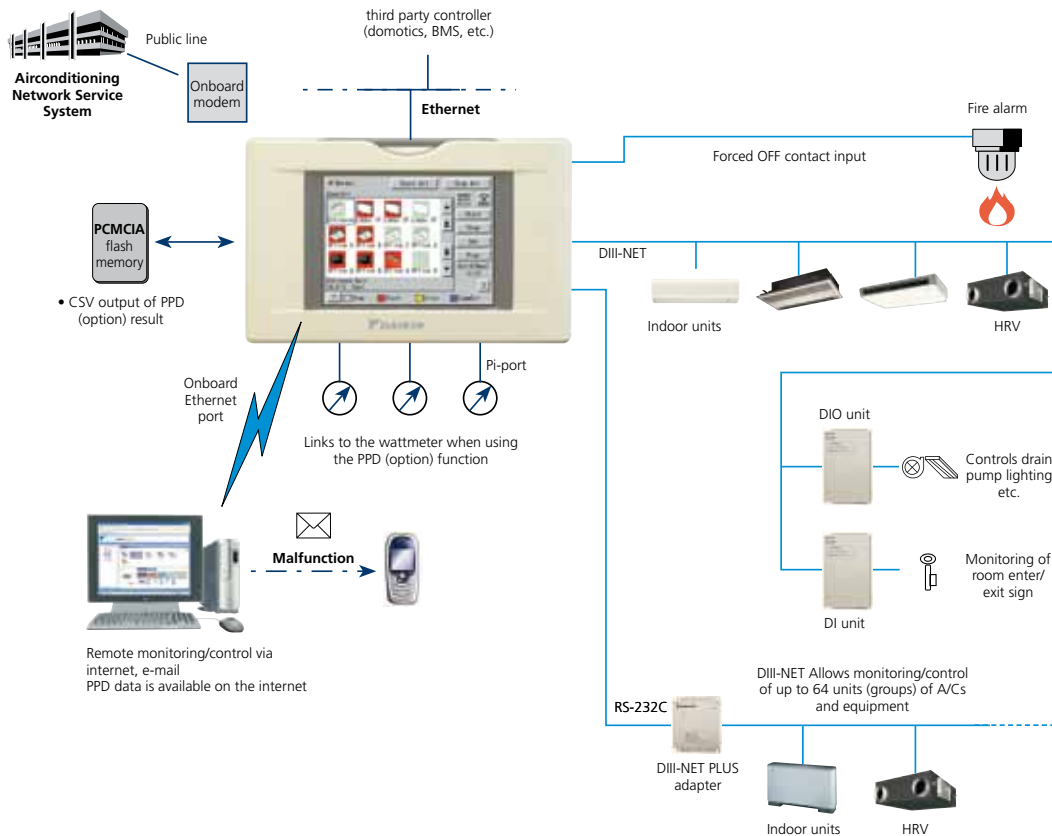 third party controller
(domotics, BMS, etc.)
Public line
Airconditioning
Network Service
System
Onboard
modem
Ethernet
Fire alarm
Forced OFF contact input
PCMCIA
flash
memory
• CSV output of PPD
(option) result
DIII-NET
Indoor units
HRV
Pi-port
Onboard
Ethernet
port
Links to the wattmeter when using
the PPD (option) function
DIO unit
Controls drain
pump lighting
etc.
Malfunction
Monitoring of
room enter/
exit sign
DI unit
Remote monitoring/control via
internet, e-mail
PPD data is available on the internet
DIII-NET Allows monitoring/control
of up to 64 units (groups) of A/Cs
and equipment
RS-232C
DIII-NET PLUS
adapter
Indoor units
HRV